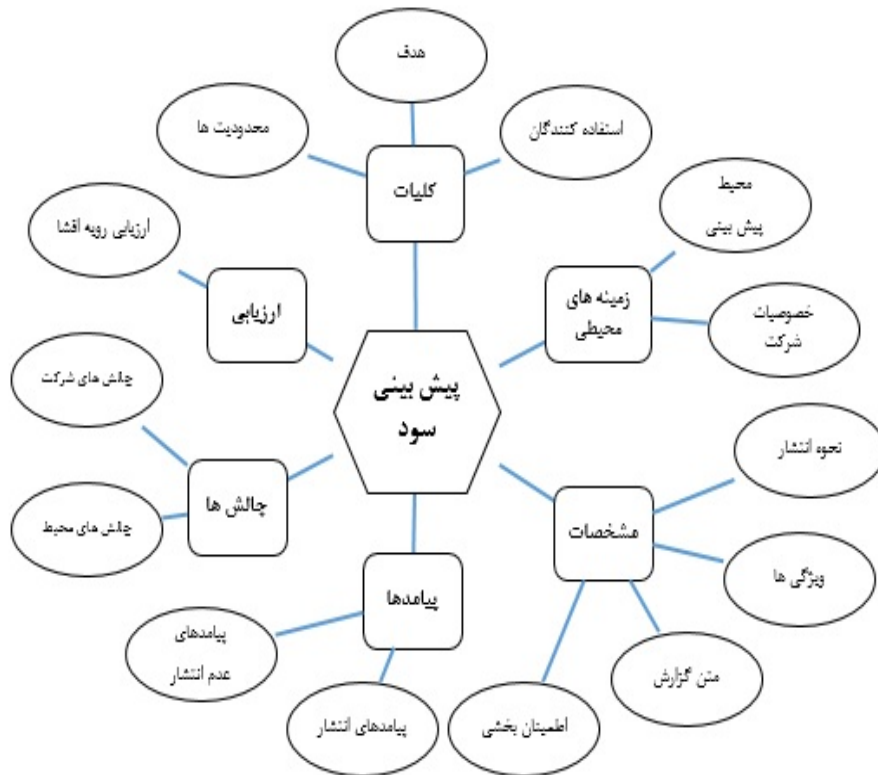 هدف
استفاده کنندگان
محدودیت ها
کلیات
محیط
پیش بینی
ارزیابی رویه افشا
زمینه های
محیطی
ارزیابی
خصوصیات
شرکت
پیش بینی
سود
چالش های شرکت
نحوه انتشار
چالش ها
مشخصات
چالش های محیط
ویژگی ها
پیامدها
پیامدهای
عدم انتشار
متن گزارش
پیامدهای انتشار
اطمینان بخشی